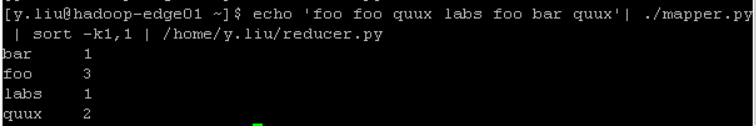 [y.liu@hadoop-edge01 ~]$ echo 'foo foo quux labs foo bar quux'| ./mapper.py
| sort -k1,1 | /home/y.liu/reducer.py
bar     1
foo     3
labs    1
quux    2